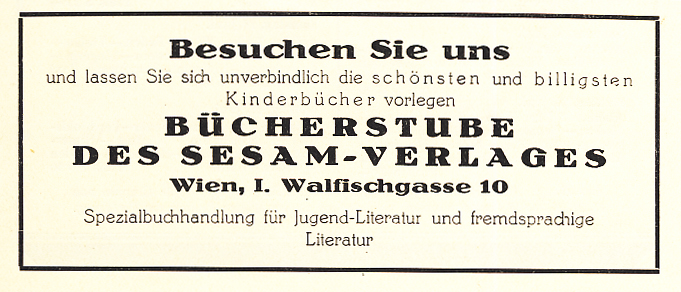 Besuchen Sie uns
und lassen Sie sich unverbindlich die schönsten und billigsten
Kinderbücher vorlegen
BÜCHERSTUBE
DES SESAM-VERLAGES
Wien, I. Walfischgasse 10
Spezialbuchhandlung für Jugend-Literatur und fremdsprachige
Literatur